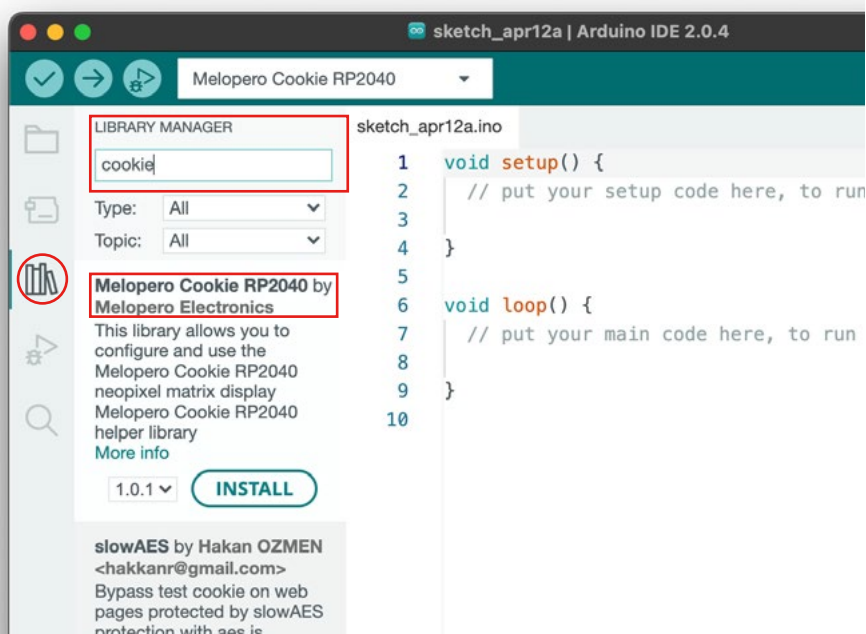 sketch_apr12a | Arduino IDE 2.0.4
Melopero Cookie RP2040
LIBRARY MANAGER
cookie
Type: All
Topic: All
Melopero Cookie RP2040 by
Melopero Electronics
This library allows you to
configure and use the
Melopero Cookie RP2040
neopixel matrix display
Melopero Cookie RP2040
helper library
More info
1.0.1 INSTALL
slowAES by Hakan OZMEN
<hakkanr@gmail.com>
Bypass test cookie on web
pages protected by slowAES
protection with aes is
sketch_apr12a.ino
1 void setup() {
2 // put your setup code here, to run
3
4 }
5
6 void loop() {
7 // put your main code here, to run
8
9 }
10